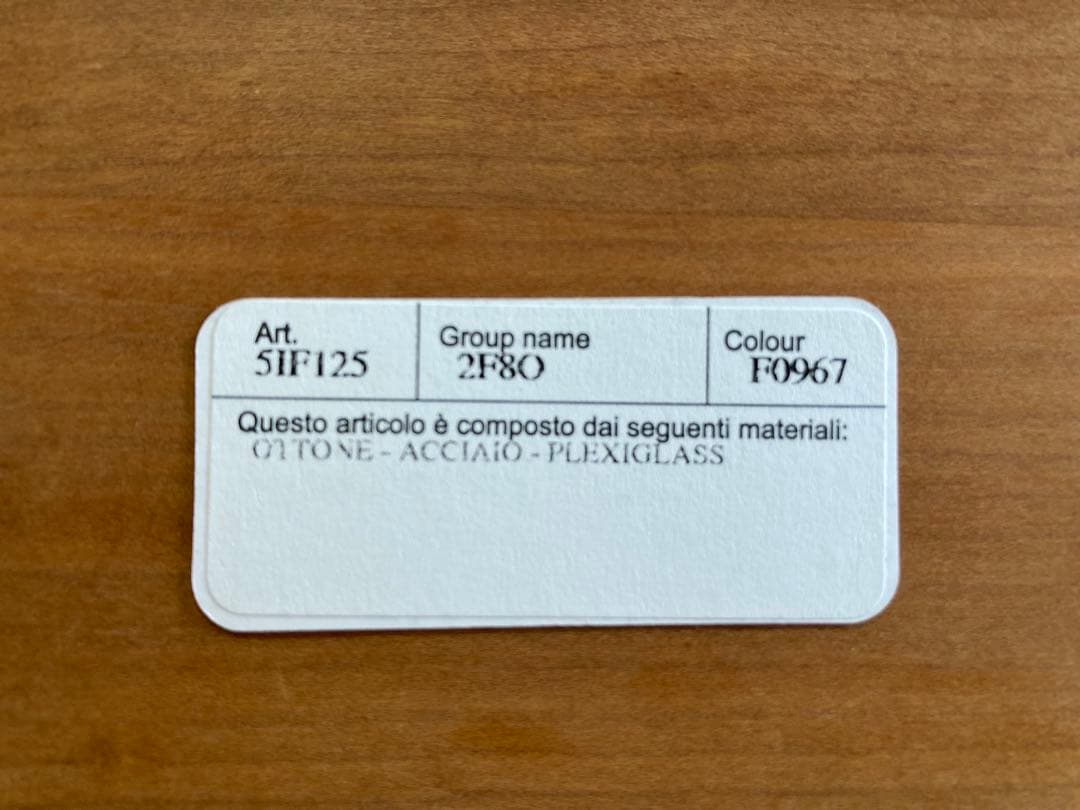 Art. Group name Colour
5IF125 2F8O F0967
Questo articolo è composto dai seguenti materiali:
OTTONE - ACCIAIO - PLEXIGLASS